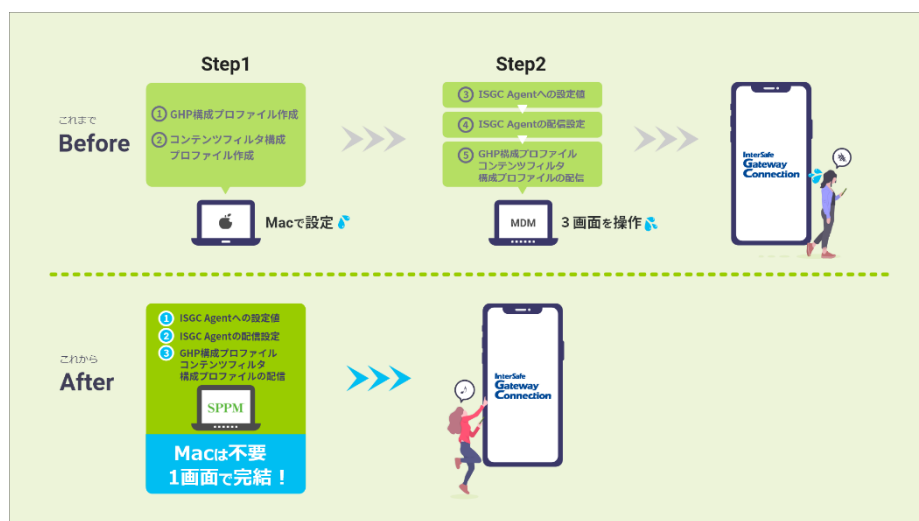 Step1
Step2
これまで
Before
① GHP構成プロファイル作成
② コンテンツフィルタ構成
プロファイル作成
Macで設定
③ ISGC Agentへの設定値
④ ISGC Agentの配信設定
⑤ GHP構成プロファイル
コンテンツフィルタ
構成プロファイルの配信
MDM
3画面を操作
InterSafe
Gateway
Connection
これから
After
① ISGC Agentへの設定値
② ISGC Agentの配信設定
③ GHP構成プロファイル
コンテンツフィルタ
構成プロファイルの配信
SPPM
Macは不要
1画面で完結！
InterSafe
Gateway
Connection